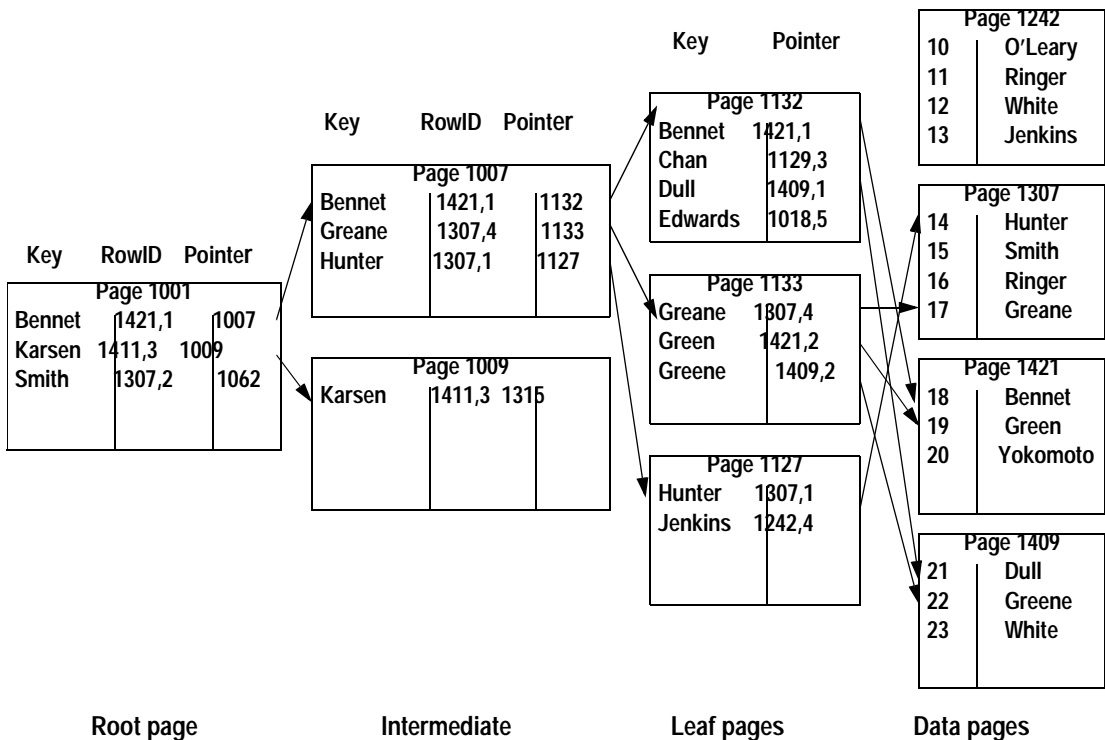 Key RowID Pointer
Page 1001
Bennet 1421,1 1007
Karsen 1411,3 1009
Smith 1307,2 1062
Root page
Key RowID Pointer
Page 1007
Bennet 1421,1 1132
Greane 1307,4 1133
Hunter 1307,1 1127
Page 1009
Karsen 1411,3 1315
Intermediate
Key Pointer
Page 1132
Bennet 1421,1
Chan 1129,3
Dull 1409,1
Edwards 1018,5
Page 1133
Greane 1307,4
Green 1421,2
Greene 1409,2
Page 1127
Hunter 1307,1
Jenkins 1242,4
Leaf pages
Page 1242
10 O'Leary
11 Ringer
12 White
13 Jenkins
Page 1307
14 Hunter
15 Smith
16 Ringer
17 Greane
Page 1421
18 Bennet
19 Green
20 Yokomoto
Page 1409
21 Dull
22 Greene
23 White
Data pages